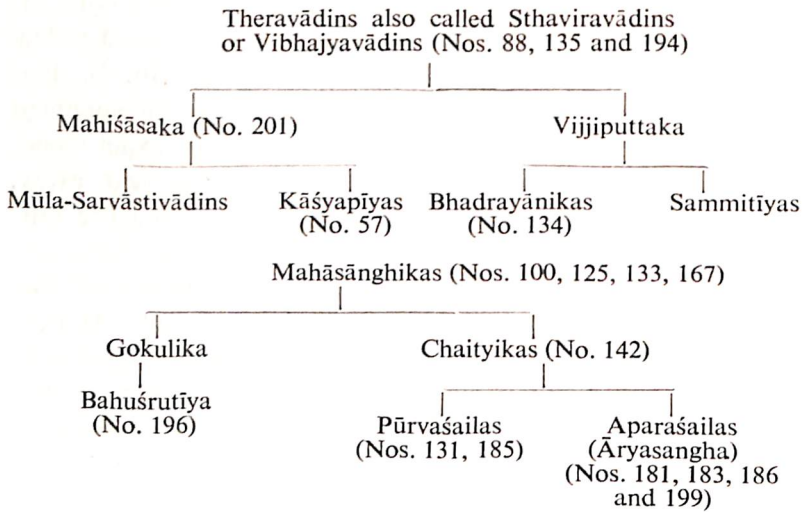 Theravādins also called Sthaviravādins
or Vibhajyavādins (Nos. 88, 135 and 194)
Mahiśāsaka (No. 201)
Vijjiputtaka
Mūla-Sarvāstivādins
Kāśyapīyas
(No. 57)
Bhadrayānikas
(No. 134)
Sammitīyas
Mahāsānghikas (Nos. 100, 125, 133, 167)
Gokulika
Chaityikas (No. 142)
Bahuśrutīya
(No. 196)
Pūrvaśailas
(Nos. 131, 185)
Aparaśailas
(Āryasangha)
(Nos. 181, 183, 186
and 199)